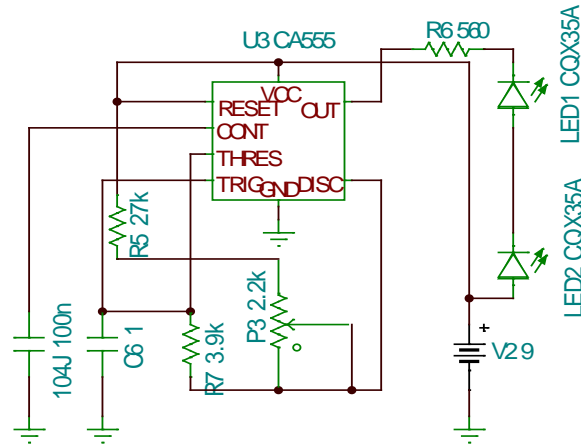 U3 CA555
R6 560
LED1 CQX35A
VCC
RESET
OUT
CONT
THRES
TRIG
GND
DISC
R5 27k
LED2 CQX35A
P3 2.2k
104J 100n
C6 1
R7 3.9k
+
V2 9